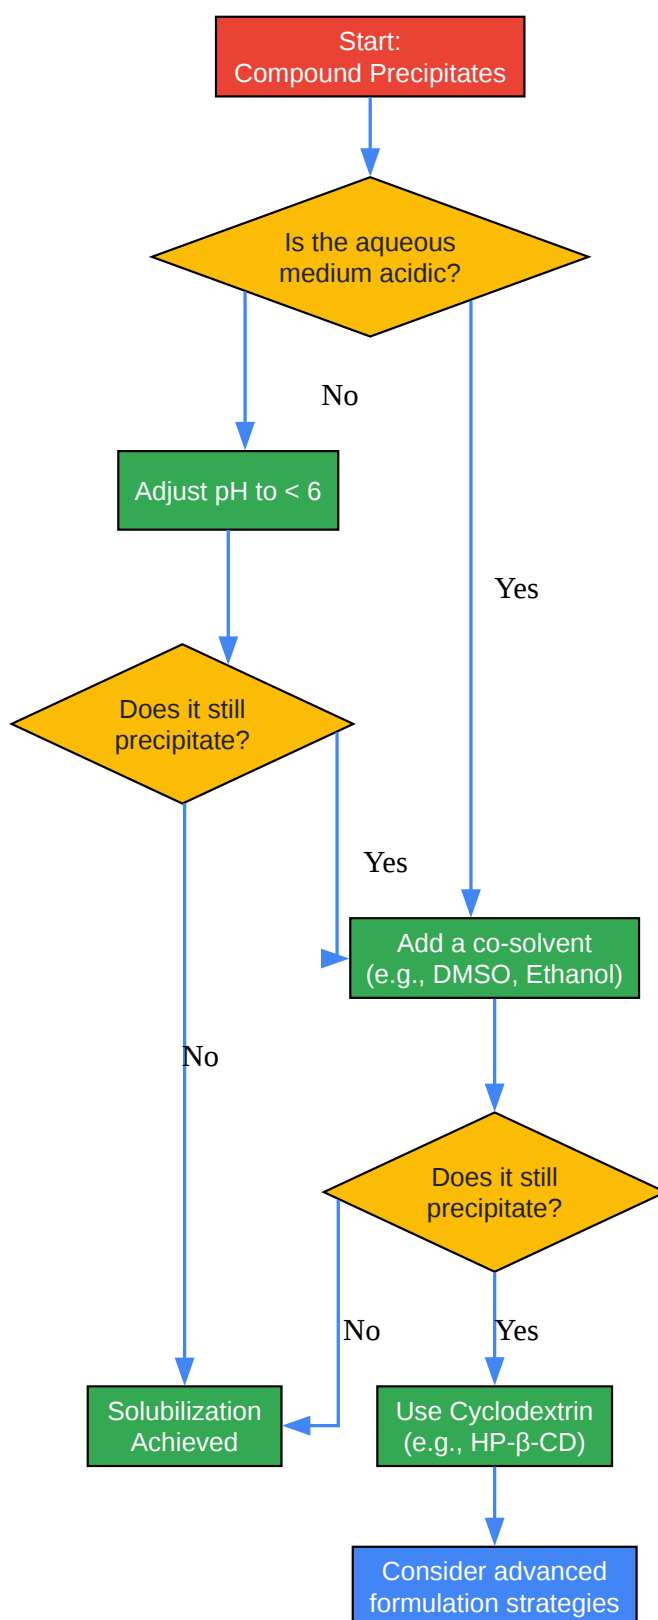 Start:
Compound Precipitates
Is the aqueous
medium acidic?
No
Adjust pH to < 6
Yes
Does it still
precipitate?
Yes
Add a co-solvent
(e.g., DMSO, Ethanol)
No
Does it still
precipitate?
No
Yes
Solubilization
Achieved
Use Cyclodextrin
(e.g., HP-β-CD)
Consider advanced
formulation strategies